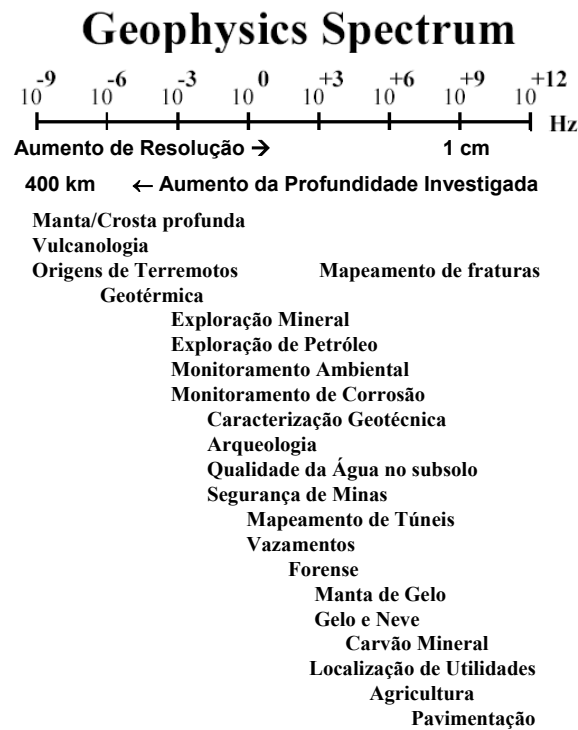 Geophysics Spectrum
10^-9 10^-6 10^-3 10^0 10^+3 10^+6 10^+9 10^+12
Hz
Aumento de Resolução → 1 cm
400 km ← Aumento da Profundidade Investigada
Manta/Crosta profunda
Vulcanologia
Origens de Terremotos Mapeamento de fraturas
Geotérmica
Exploração Mineral
Exploração de Petróleo
Monitoramento Ambiental
Monitoramento de Corrosão
Caracterização Geotécnica
Arqueologia
Qualidade da Água no subsolo
Segurança de Minas
Mapeamento de Túneis
Vazamentos
Forense
Manta de Gelo
Gelo e Neve
Carvão Mineral
Localização de Utilidades
Agricultura
Pavimentação